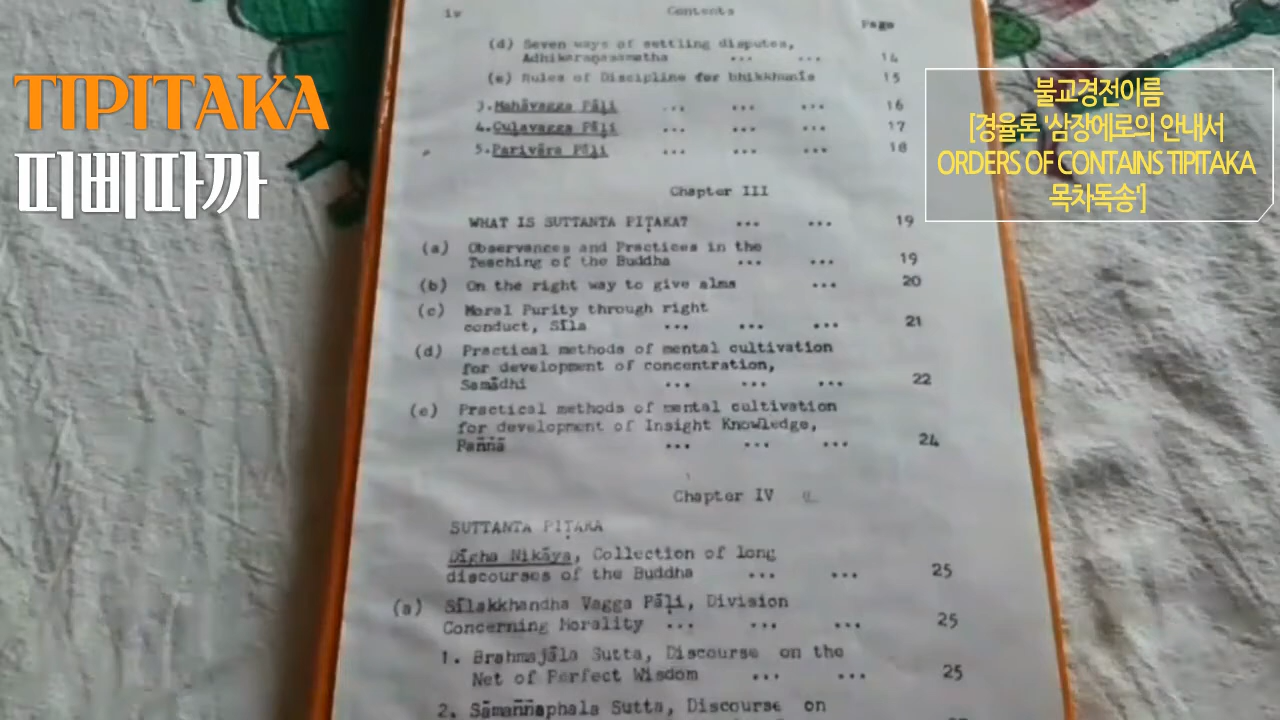 TIPITAKA
띠삐따까
불교경전이름
[경율론 '삼장에로의 안내서
ORDERS OF CONTAINS TIPITAKA
목차독송']
iv Contents
Page
(d) Seven ways of settling disputes,
Adhikaraṇasamatha ... ... 14
(e) Rules of Discipline for bhikkhunīs 15
3. Mahāvagga Pāḷi ... ... ... 16
4. Cuḷavagga Pāḷi ... ... ... 17
5. Parivāra Pāḷi ... ... ... 18
Chapter III
WHAT IS SUTTANTA PIṬAKA? ... ... 19
(a) Observances and Practices in the
Teaching of the Buddha ... ... 19
(b) On the right way to give alms ... 20
(c) Moral Purity through right
conduct, Sīla ... ... ... 21
(d) Practical methods of mental cultivation
for development of concentration,
Samādhi ... ... ... 22
(e) Practical methods of mental cultivation
for development of Insight Knowledge,
Paññā ... ... ... 24
Chapter IV
SUTTANTA PIṬAKA
Dīgha Nikāya, Collection of long
discourses of the Buddha ... ... 25
(a) Sīlakkhandha Vagga Pāḷi, Division
Concerning Morality ... ... ... 25
1. Brahmajāla Sutta, Discourse on the
Net of Perfect Wisdom ... ... 25
2. Sāmaññaphala Sutta, Discourse on